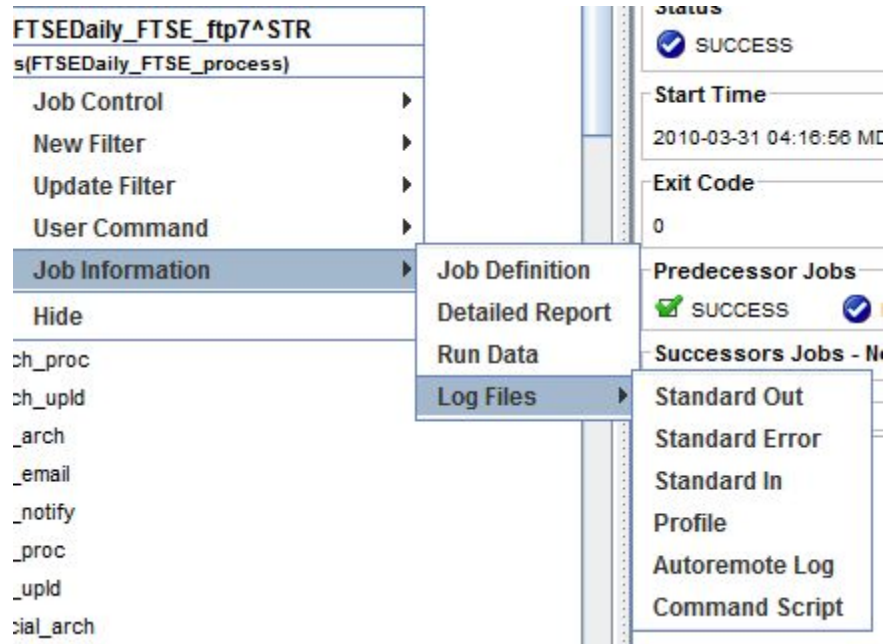 FTSEDaily_FTSE_ftp7^STR
s(FTSEDaily_FTSE_process)
Job Control
New Filter
Update Filter
User Command
Job Information
Hide
ch_proc
ch_upld
_arch
_email
_notify
_proc
_upld
cial_arch
Job Definition
Detailed Report
Run Data
Log Files
Standard Out
Standard Error
Standard In
Profile
Autoremote Log
Command Script
Status
SUCCESS
Start Time
2010-03-31 04:16:56 MD
Exit Code
0
Predecessor Jobs
SUCCESS
Successors Jobs - N